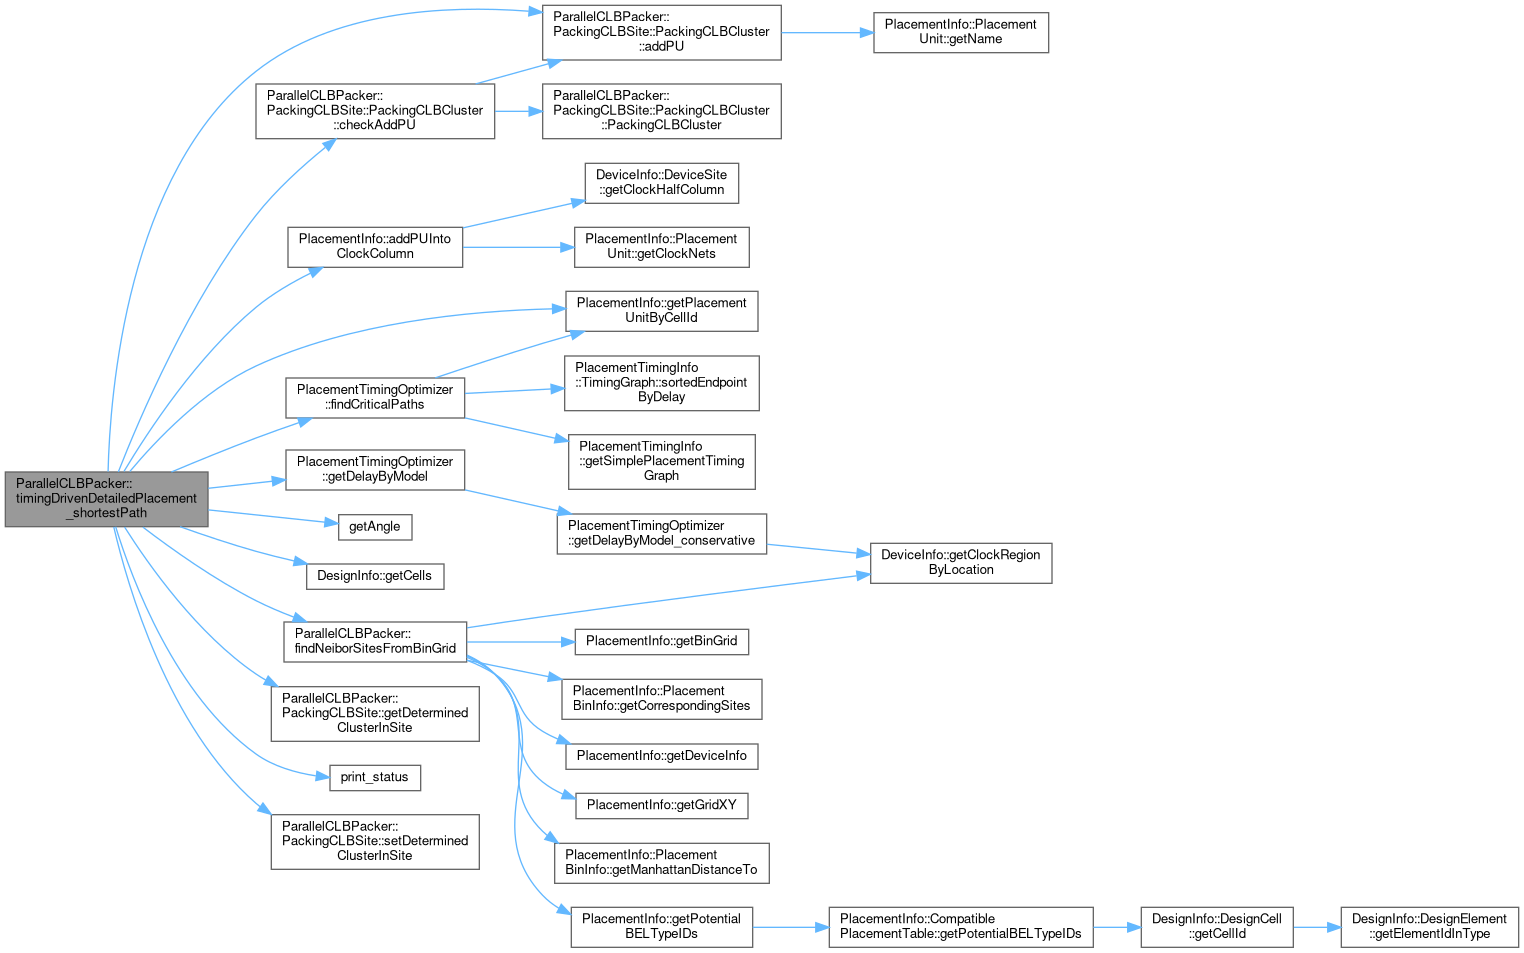 ParallelCLBPacker::
timingDrivenDetailedPlacement
_shortestPath
ParallelCLBPacker::
PackingCLBSite::PackingCLBCluster
::addPU
PlacementInfo::Placement
Unit::getName
ParallelCLBPacker::
PackingCLBSite::PackingCLBCluster
::checkAddPU
ParallelCLBPacker::
PackingCLBSite::PackingCLBCluster
::PackingCLBCluster
PlacementInfo::addPUInto
ClockColumn
DeviceInfo::DeviceSite
::getClockHalfColumn
PlacementInfo::Placement
Unit::getClockNets
PlacementInfo::getPlacement
UnitByCellId
PlacementTimingOptimizer
::findCriticalPaths
PlacementTimingInfo
::TimingGraph::sortedEndpoint
ByDelay
PlacementTimingInfo
::getSimplePlacementTiming
Graph
PlacementTimingOptimizer
::getDelayByModel
PlacementTimingOptimizer
::getDelayByModel_conservative
DeviceInfo::getClockRegion
ByLocation
getAngle
DesignInfo::getCells
ParallelCLBPacker::
findNeiborSitesFromBinGrid
PlacementInfo::getBinGrid
PlacementInfo::Placement
BinInfo::getCorrespondingSites
PlacementInfo::getDeviceInfo
PlacementInfo::getGridXY
PlacementInfo::Placement
BinInfo::getManhattanDistanceTo
PlacementInfo::getPotential
BELTypeIDs
PlacementInfo::Compatible
PlacementTable::getPotentialBELTypeIDs
DesignInfo::DesignCell
::getCellId
DesignInfo::DesignElement
::getElementIdInType
ParallelCLBPacker::
PackingCLBSite::getDetermined
ClusterInSite
print_status
ParallelCLBPacker::
PackingCLBSite::setDetermined
ClusterInSite